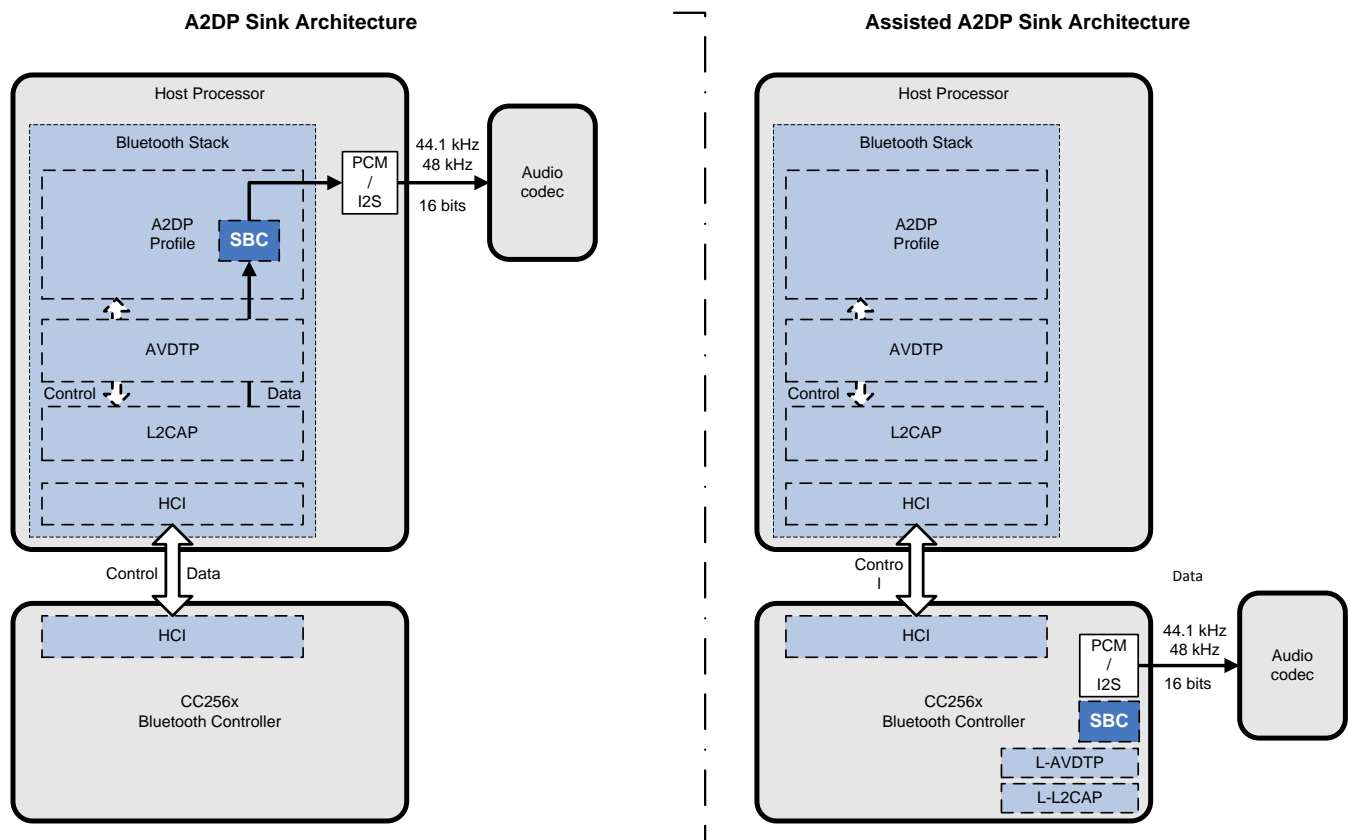 A2DP Sink Architecture
Host Processor
Bluetooth Stack
A2DP
Profile
SBC
PCM
/
I2S
44.1 kHz
48 kHz
16 bits
Audio
codec
AVDTP
Control
Data
L2CAP
HCI
Control
Data
HCI
CC256x
Bluetooth Controller
Assisted A2DP Sink Architecture
Host Processor
Bluetooth Stack
A2DP
Profile
AVDTP
Control
L2CAP
HCI
Contro
l
Data
HCI
CC256x
Bluetooth Controller
PCM
/
I2S
44.1 kHz
48 kHz
16 bits
Audio
codec
SBC
L-AVDTP
L-L2CAP